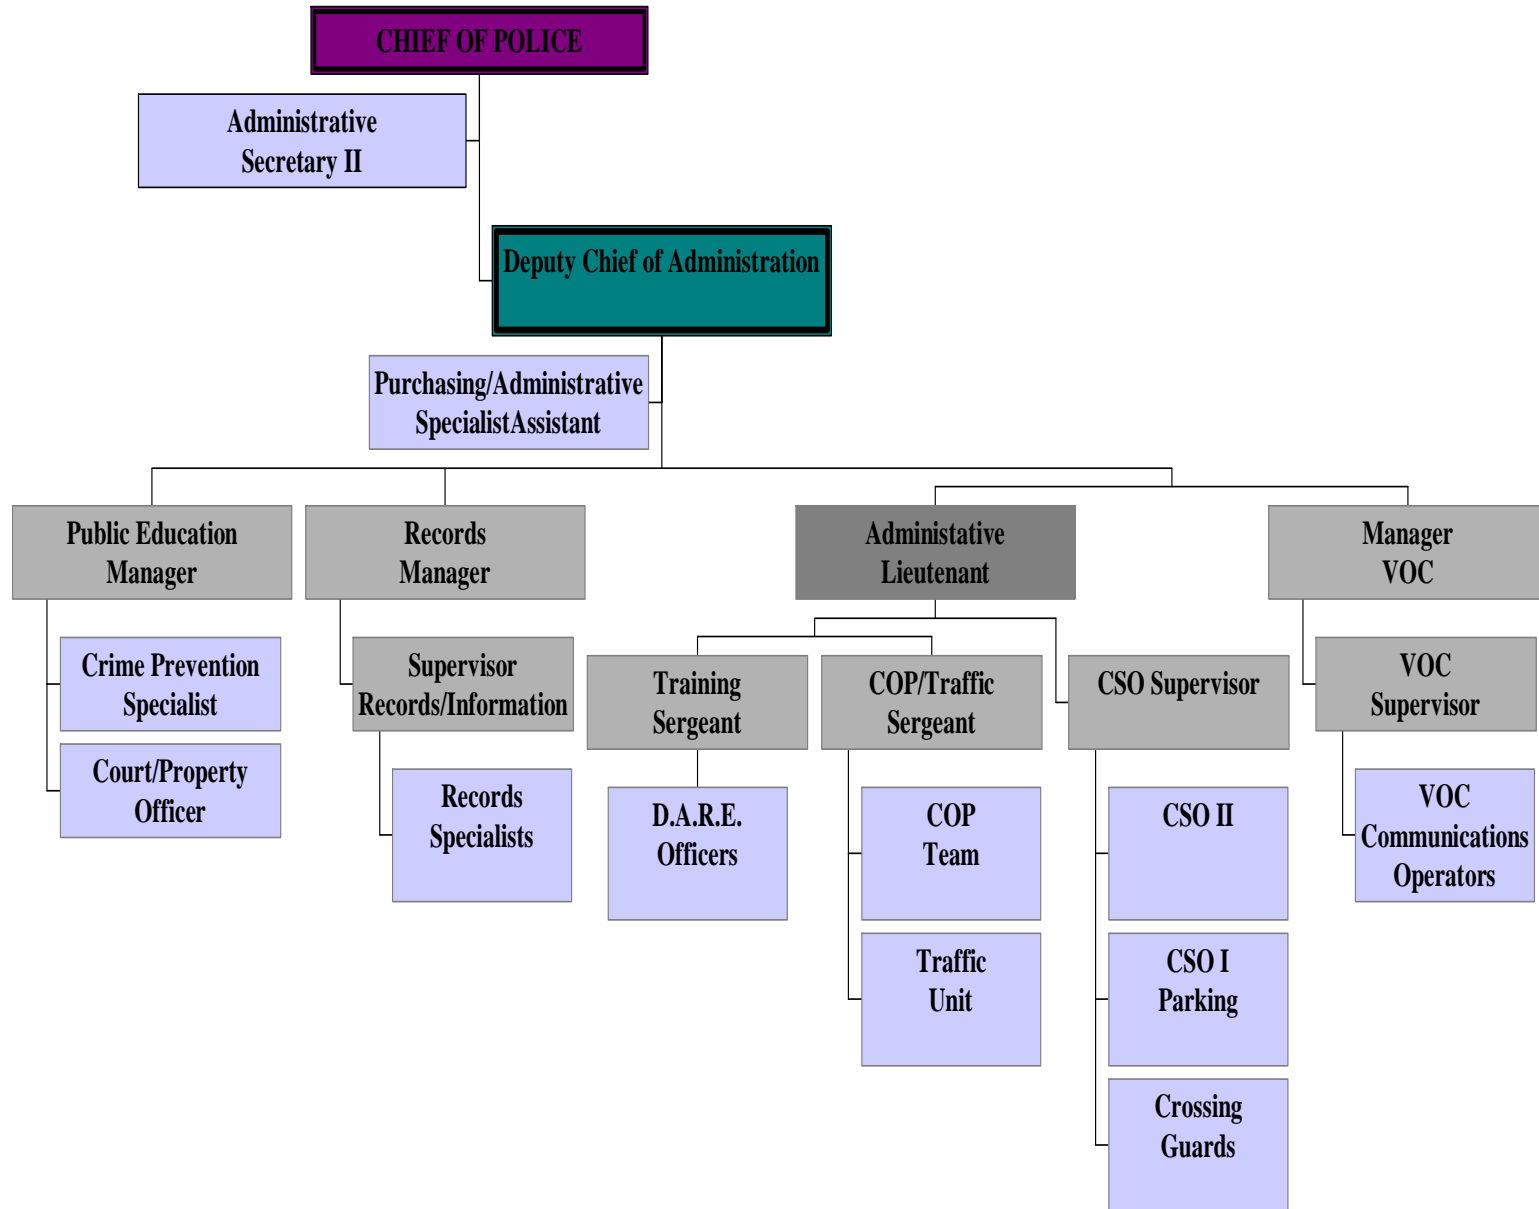 CHIEF OF POLICE
Administrative
Secretary II
Deputy Chief of Administration
Purchasing/Administrative
SpecialistAssistant
Public Education
Manager
Records
Manager
Administative
Lieutenant
Manager
VOC
Crime Prevention
Specialist
Court/Property
Officer
Supervisor
Records/Information
Records
Specialists
Training
Sergeant
D.A.R.E.
Officers
COP/Traffic
Sergeant
COP
Team
Traffic
Unit
CSO Supervisor
CSO II
CSO I
Parking
Crossing
Guards
VOC
Supervisor
VOC
Communications
Operators